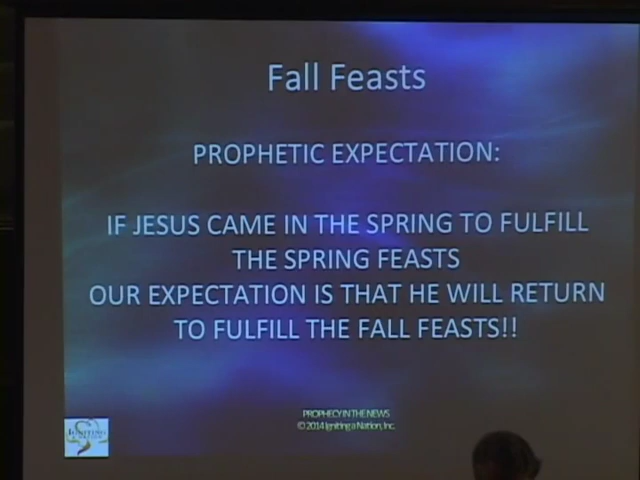 Fall Feasts
PROPHETIC EXPECTATION:
IF JESUS CAME IN THE SPRING TO FULFILL
THE SPRING FEASTS
OUR EXPECTATION IS THAT HE WILL RETURN
TO FULFILL THE FALL FEASTS!!
PROPHECY IN THE NEWS
© 2014 Igniting a Nation, Inc.
IGNITING